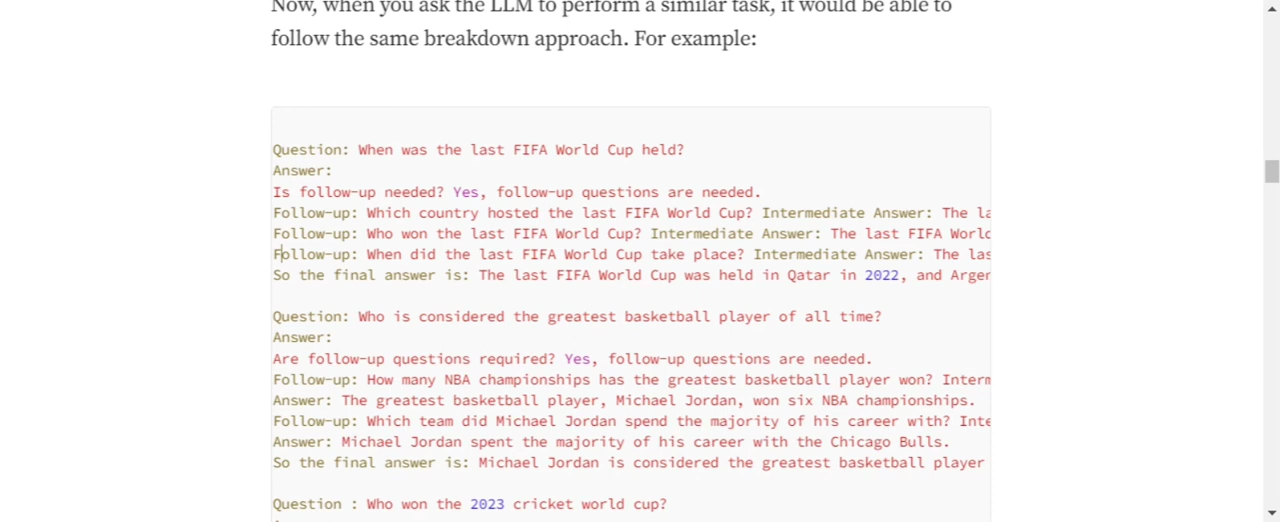 Now, when you ask the LLM to perform a similar task, it would be able to
follow the same breakdown approach. For example:
Question: When was the last FIFA World Cup held?
Answer:
Is follow-up needed? Yes, follow-up questions are needed.
Follow-up: Which country hosted the last FIFA World Cup? Intermediate Answer: The la
Follow-up: Who won the last FIFA World Cup? Intermediate Answer: The last FIFA World
Follow-up: When did the last FIFA World Cup take place? Intermediate Answer: The las
So the final answer is: The last FIFA World Cup was held in Qatar in 2022, and Argen
Question: Who is considered the greatest basketball player of all time?
Answer:
Are follow-up questions required? Yes, follow-up questions are needed.
Follow-up: How many NBA championships has the greatest basketball player won? Interm
Answer: The greatest basketball player, Michael Jordan, won six NBA championships.
Follow-up: Which team did Michael Jordan spend the majority of his career with? Inte
Answer: Michael Jordan spent the majority of his career with the Chicago Bulls.
So the final answer is: Michael Jordan is considered the greatest basketball player
Question : Who won the 2023 cricket world cup?